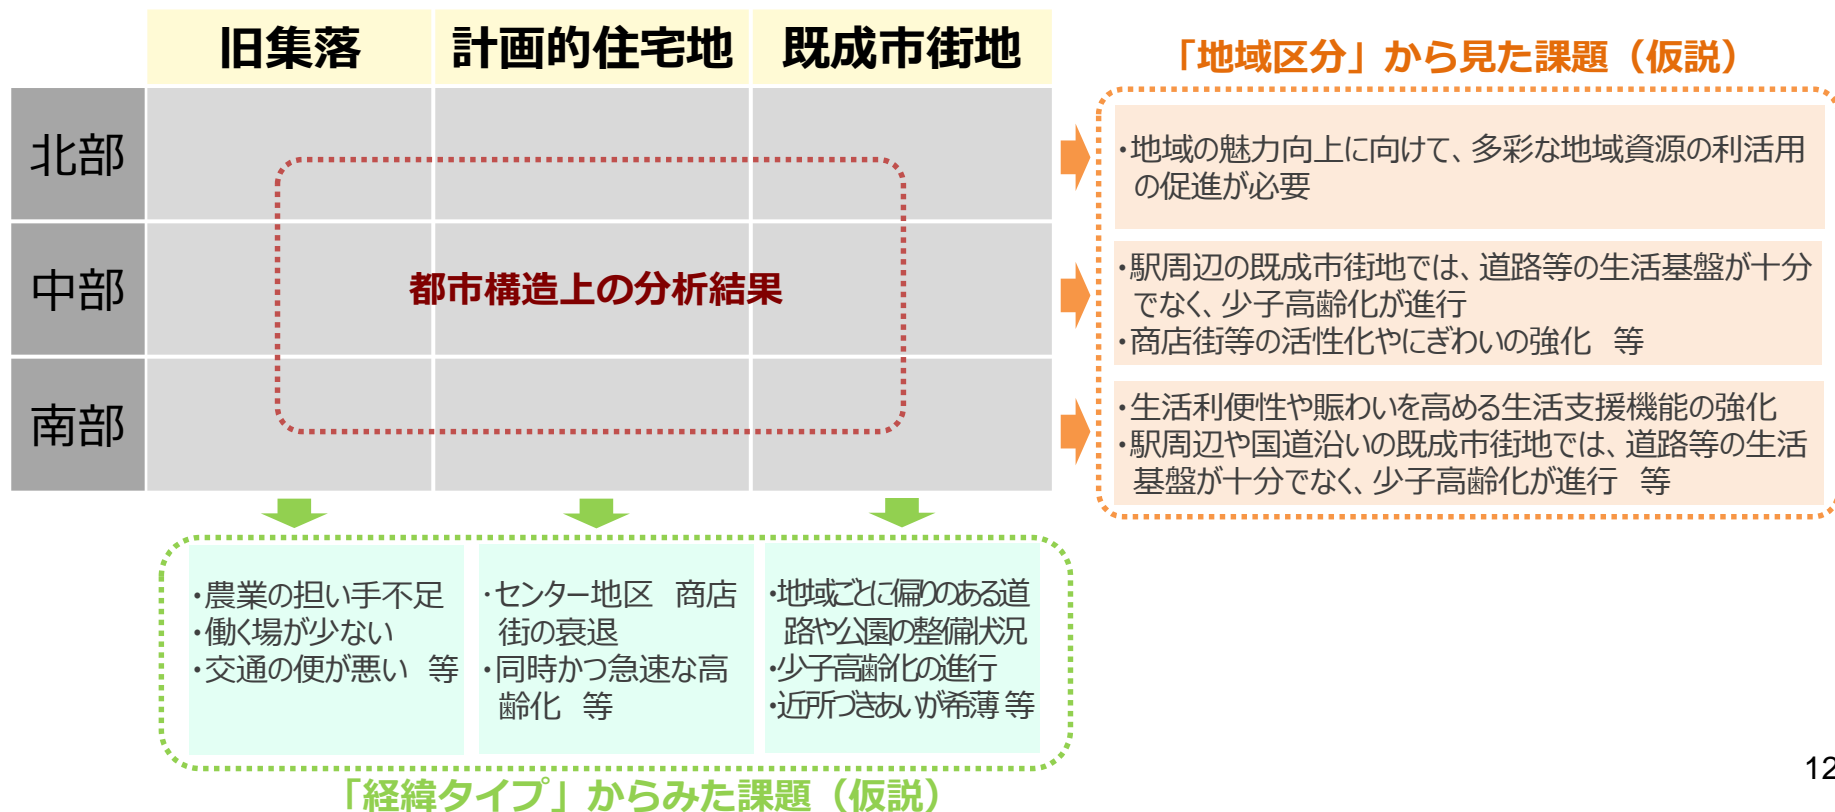 旧集落 計画的住宅地 既成市街地
「地域区分」から見た課題（仮説）
北部
・地域の魅力向上に向けて、多彩な地域資源の利活用
の促進が必要
中部
都市構造上の分析結果
・駅周辺の既成市街地では、道路等の生活基盤が十分
でなく、少子高齢化が進行
・商店街等の活性化やにぎわいの強化　等
南部
・生活利便性や賑わいを高める生活支援機能の強化
・駅周辺や国道沿いの既成市街地では、道路等の生活
基盤が十分でなく、少子高齢化が進行　等
・農業の担い手不足
・働く場が少ない
・交通の便が悪い　等
・センター地区　商店
街の衰退
・同時かつ急速な高
齢化　等
・地域ごとに偏りのある道
路や公園の整備状況
・少子高齢化の進行
・近所づきあいが希薄 等
「経緯タイプ」からみた課題（仮説）
12